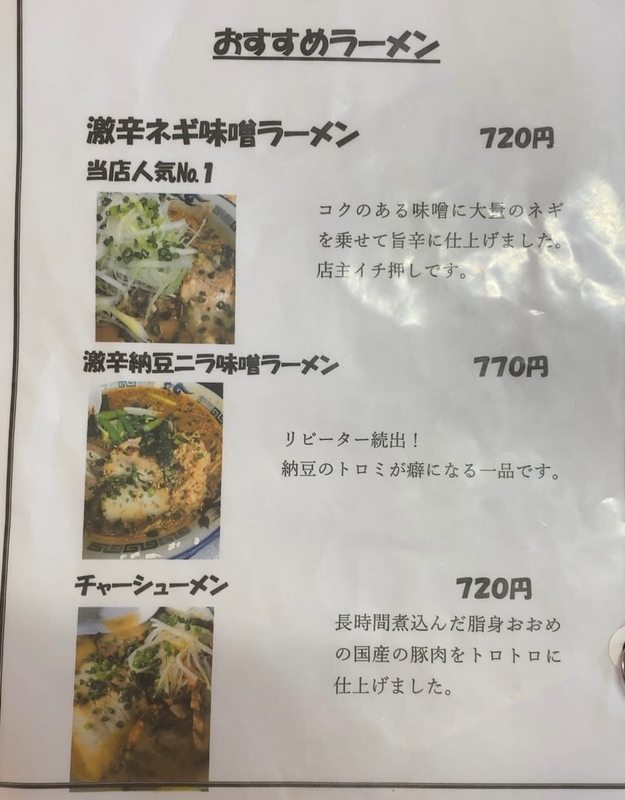 おすすめラーメン
激辛ネギ味噌ラーメン 720円
当店人気No.1
コクのある味噌に大量のネギ
を乗せて旨辛に仕上げました。
店主イチ押しです。
激辛納豆ニラ味噌ラーメン 770円
リピーター続出！
納豆のトロミが癖になる一品です。
チャーシューメン 720円
長時間煮込んだ脂身おおめ
の国産の豚肉をトロトロに
仕上げました。